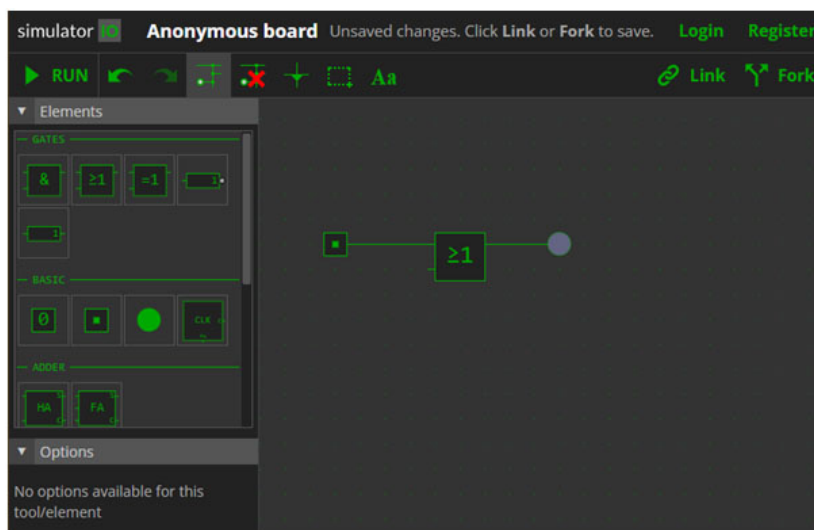 simulator IO Anonymous board Unsaved changes. Click Link or Fork to save. Login Register
RUN Aa Link Fork
Elements
GATES
& ≥1 =1 1
1
BASIC
0 CLK
ADDER
HA S C FA S C
Options
No options available for this
tool/element
≥1